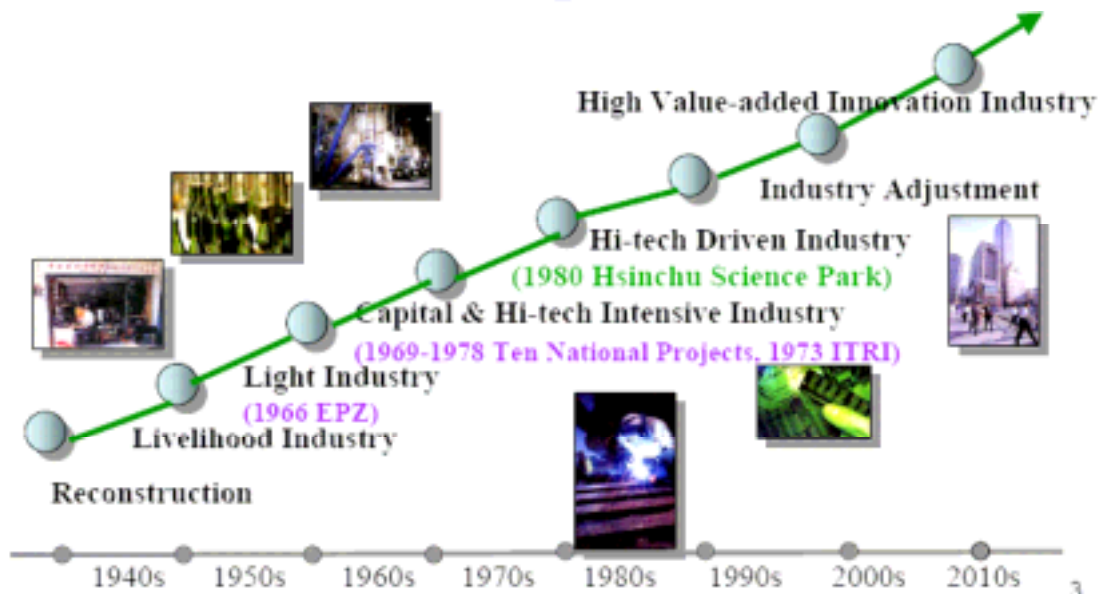 High Value-added Innovation Industry
Industry Adjustment
Hi-tech Driven Industry
(1980 Hsinchu Science Park)
Capital & Hi-tech Intensive Industry
(1969-1978 Ten National Projects, 1973 ITRI)
Light Industry
(1966 EPZ)
Livelihood Industry
Reconstruction
1940s 1950s 1960s 1970s 1980s 1990s 2000s 2010s
3